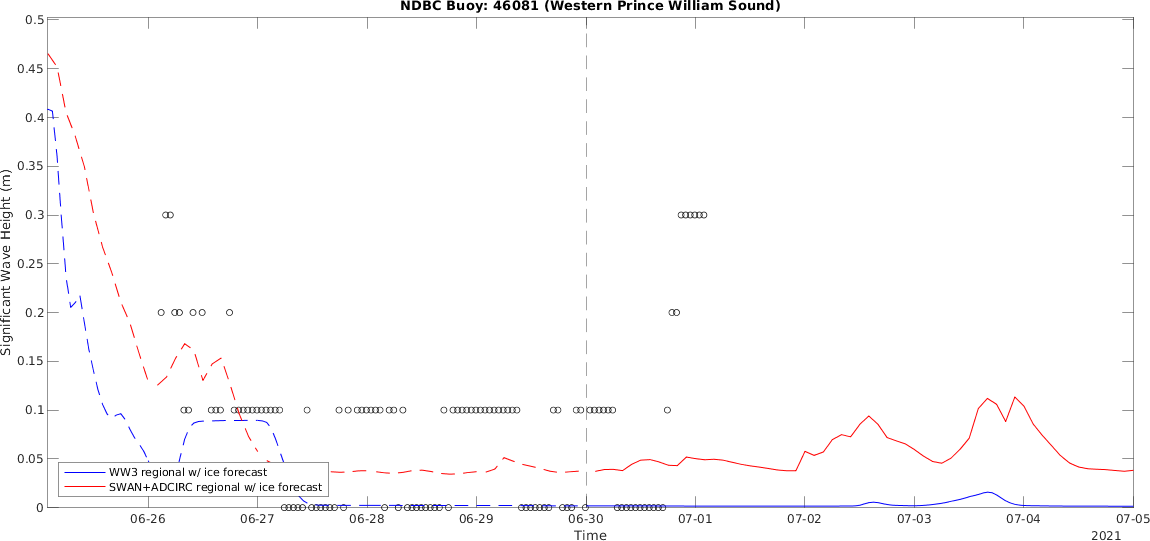 NDBC Buoy: 46081 (Western Prince William Sound)
0.5
0.45
0.4
0.35
0.3
0.25
0.2
0.15
0.1
0.05
0
Significant Wave Height (m)
WW3 regional w/ ice forecast
SWAN+ADCIRC regional w/ ice forecast
06-26 06-27 06-28 06-29 06-30 07-01 07-02 07-03 07-04 07-05
Time
2021